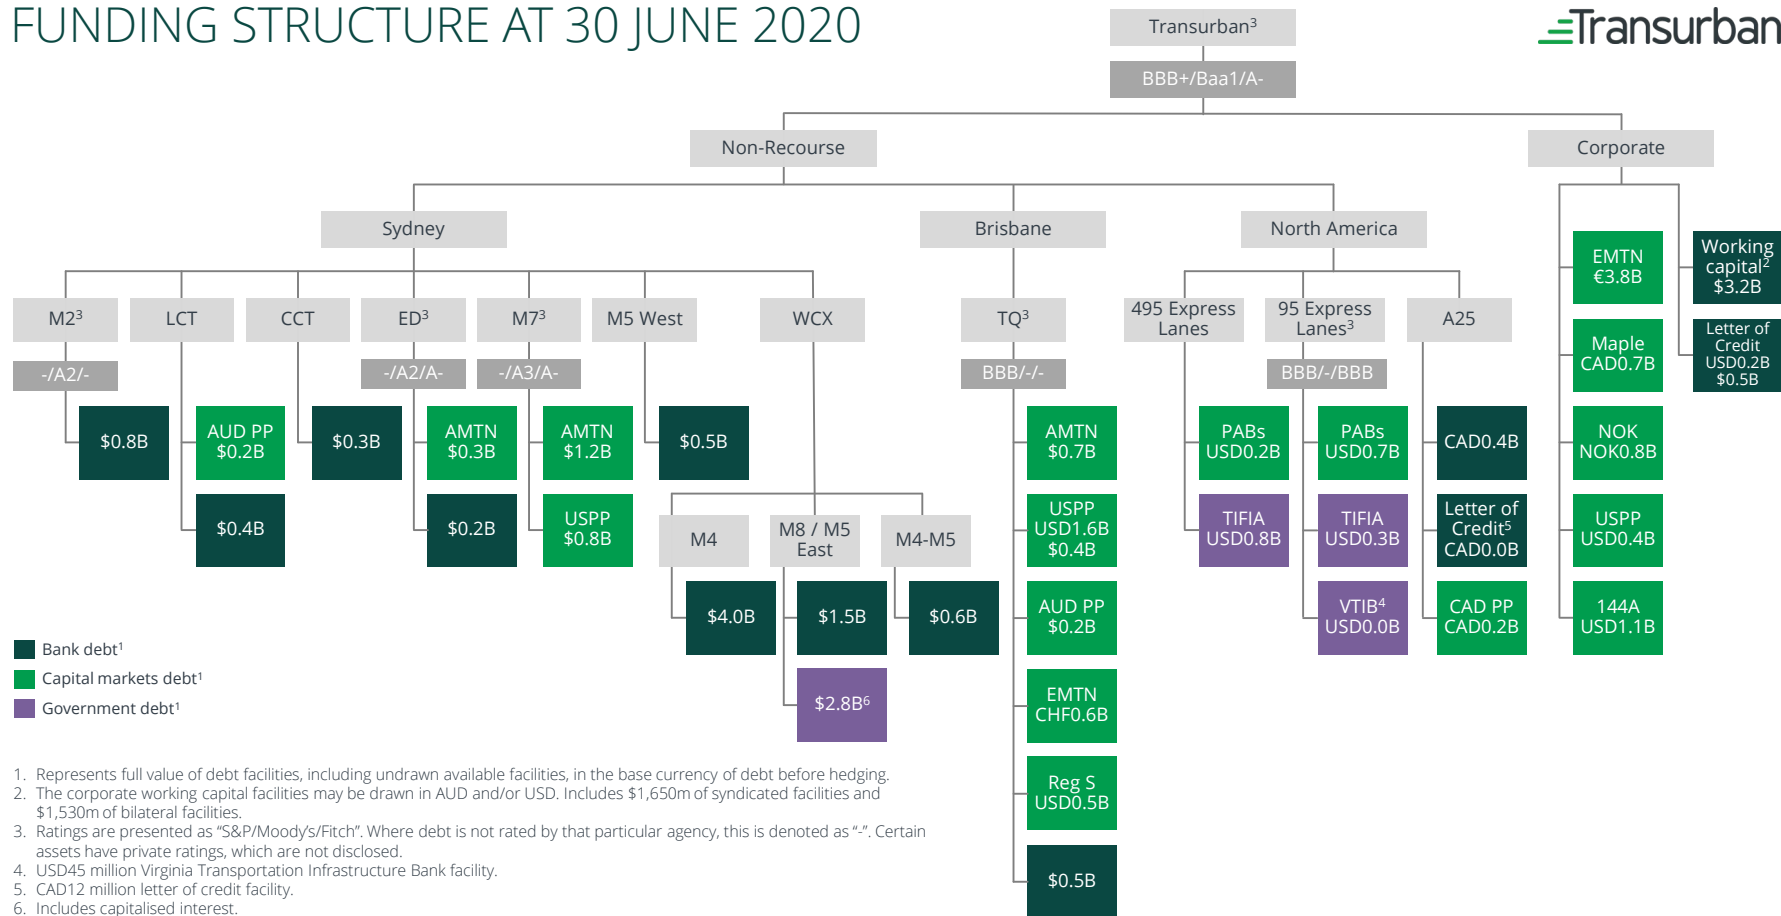 FUNDING STRUCTURE AT 30 JUNE 2020
Transurban
Transurban³
BBB+/Baa1/A-
Non-Recourse
Corporate
Sydney
Brisbane
North America
M2³
LCT
CCT
ED³
M7³
M5 West
WCX
TQ³
495 Express
Lanes
95 Express
Lanes³
A25
-/A2/-
-/A2/A-
-/A3/A-
BBB/-/-
BBB/-/BBB
$0.8B
AUD PP
$0.2B
$0.4B
$0.3B
AMTN
$0.3B
$0.2B
AMTN
$1.2B
USPP
$0.8B
$0.5B
M4
M8 / M5
East
M4-M5
$4.0B
$1.5B
$2.8B⁶
$0.6B
AMTN
$0.7B
USPP
USD1.6B
$0.4B
AUD PP
$0.2B
EMTN
CHF0.6B
Reg S
USD0.5B
$0.5B
PABs
USD0.2B
TIFIA
USD0.8B
PABs
USD0.7B
TIFIA
USD0.3B
VTIB⁴
USD0.0B
CAD0.4B
Letter of
Credit⁵
CAD0.0B
CAD PP
CAD0.2B
EMTN
€3.8B
Maple
CAD0.7B
NOK
NOK0.8B
USPP
USD0.4B
144A
USD1.1B
Working
capital²
$3.2B
Letter of
Credit
USD0.2B
$0.5B
Bank debt¹
Capital markets debt¹
Government debt¹
1. Represents full value of debt facilities, including undrawn available facilities, in the base currency of debt before hedging.
2. The corporate working capital facilities may be drawn in AUD and/or USD. Includes $1,650m of syndicated facilities and
$1,530m of bilateral facilities.
3. Ratings are presented as “S&P/Moody’s/Fitch”. Where debt is not rated by that particular agency, this is denoted as “-”. Certain
assets have private ratings, which are not disclosed.
4. USD45 million Virginia Transportation Infrastructure Bank facility.
5. CAD12 million letter of credit facility.
6. Includes capitalised interest.